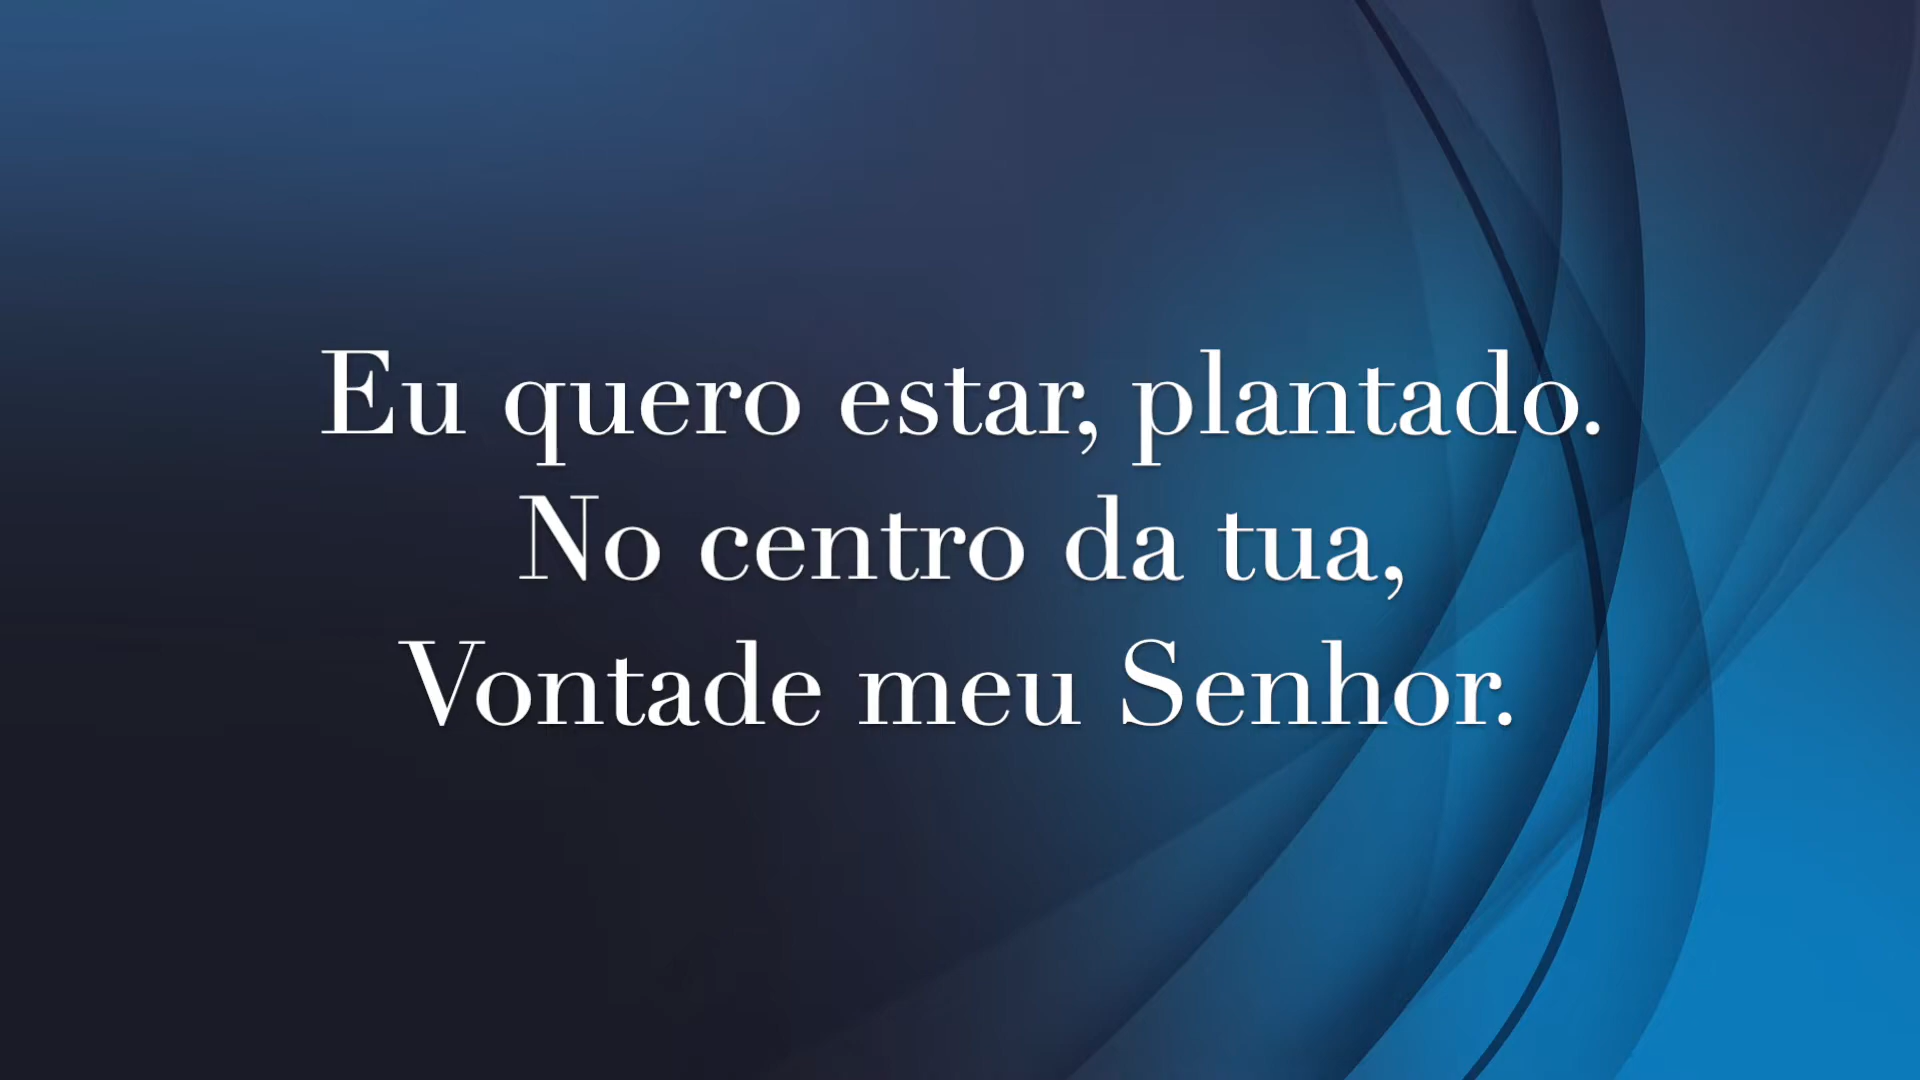 Eu quero estar, plantado.
No centro da tua,
Vontade meu Senhor.